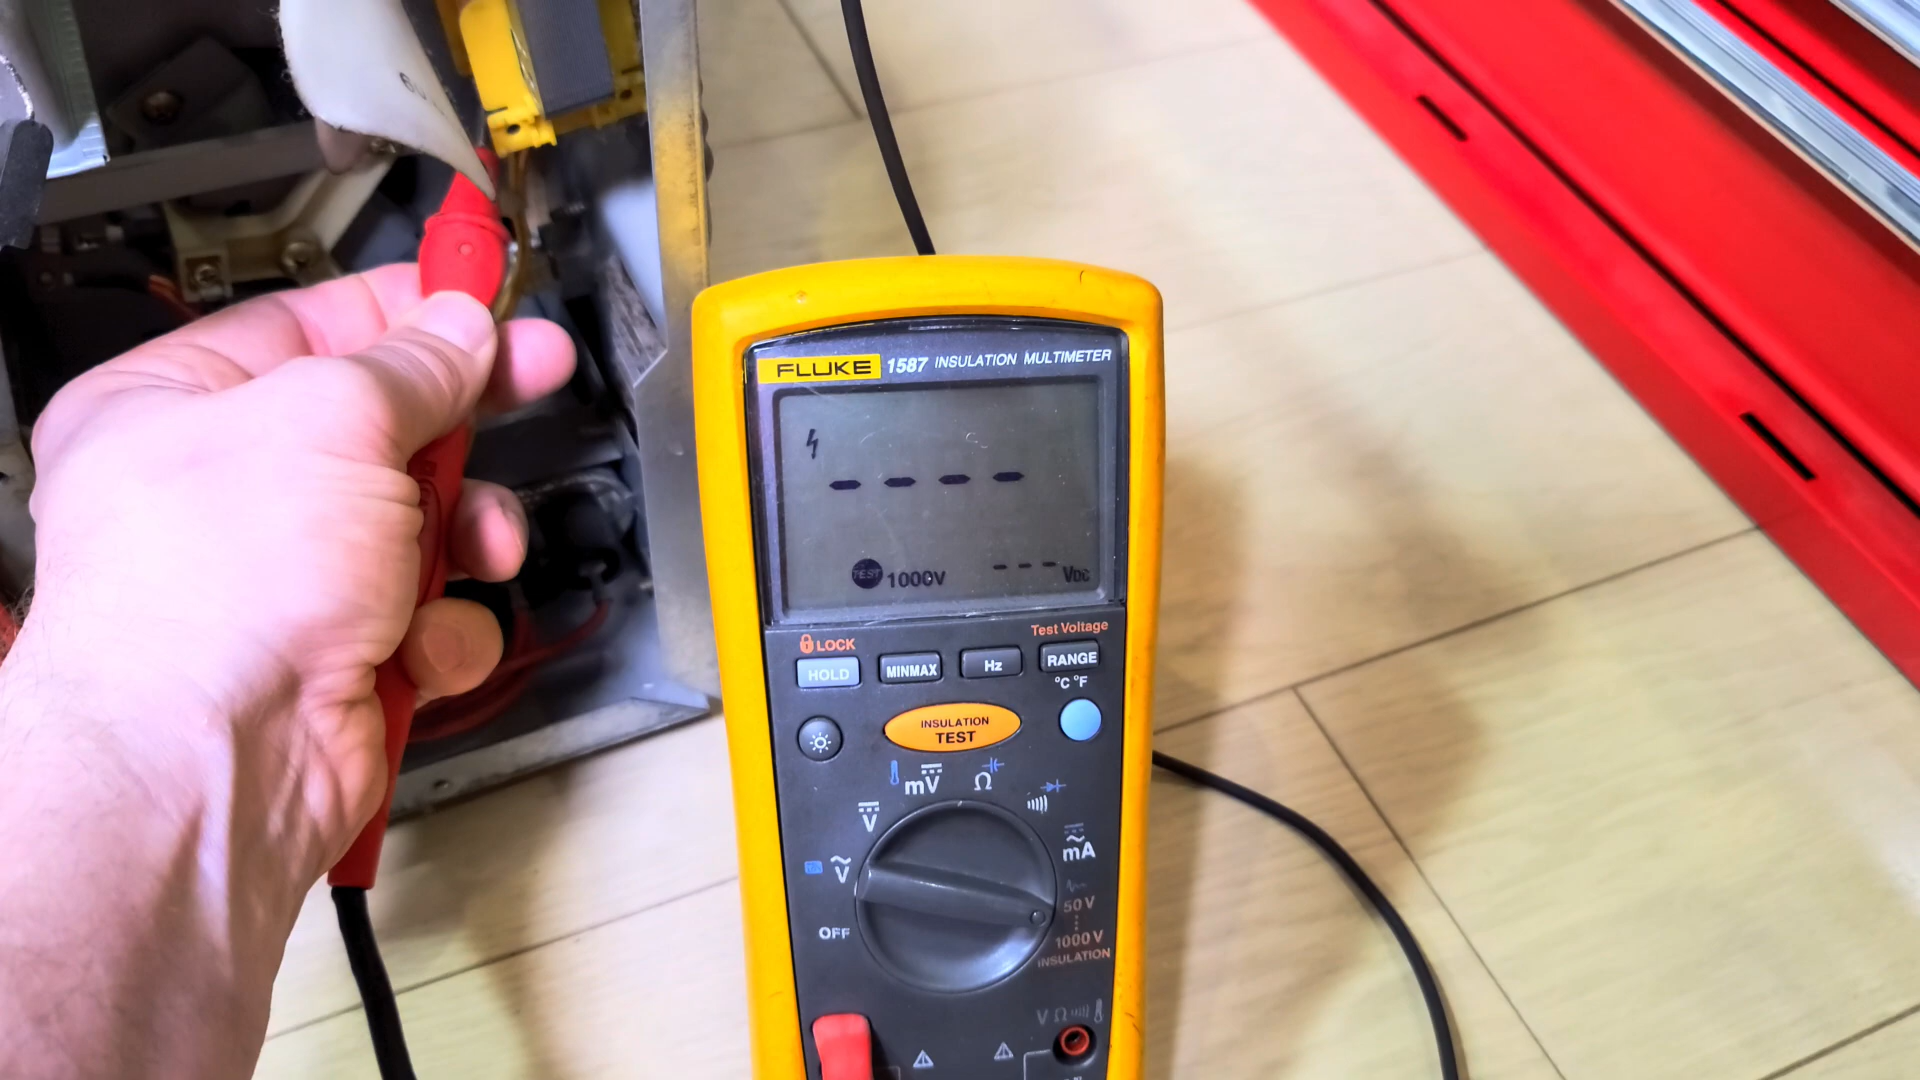 FLUKE 1587 INSULATION MULTIMETER
- - - -
TEST 1000V - - - VDC
Test Voltage
LOCK
HOLD MINMAX Hz RANGE
°C °F
INSULATION
TEST
mV Ω
V
mA
V
50V
OFF
1000V
INSULATION
V Ω